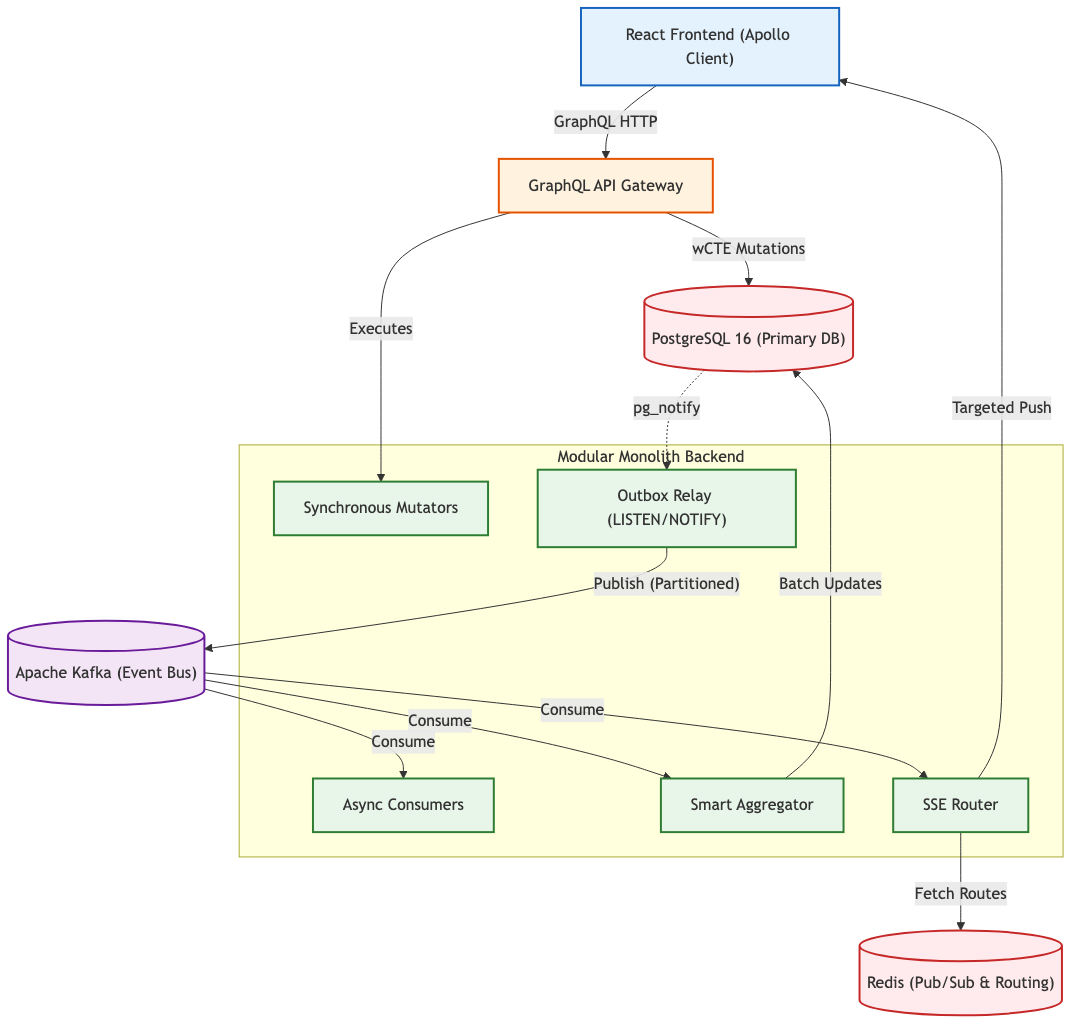 React Frontend (Apollo
Client)
GraphQL HTTP
GraphQL API Gateway
wCTE Mutations
Executes
PostgreSQL 16 (Primary DB)
pg_notify
Targeted Push
Modular Monolith Backend
Outbox Relay
(LISTEN/NOTIFY)
Synchronous Mutators
Publish (Partitioned)
Batch Updates
Apache Kafka (Event Bus)
Consume
Consume
Consume
Async Consumers
Smart Aggregator
SSE Router
Fetch Routes
Redis (Pub/Sub & Routing)